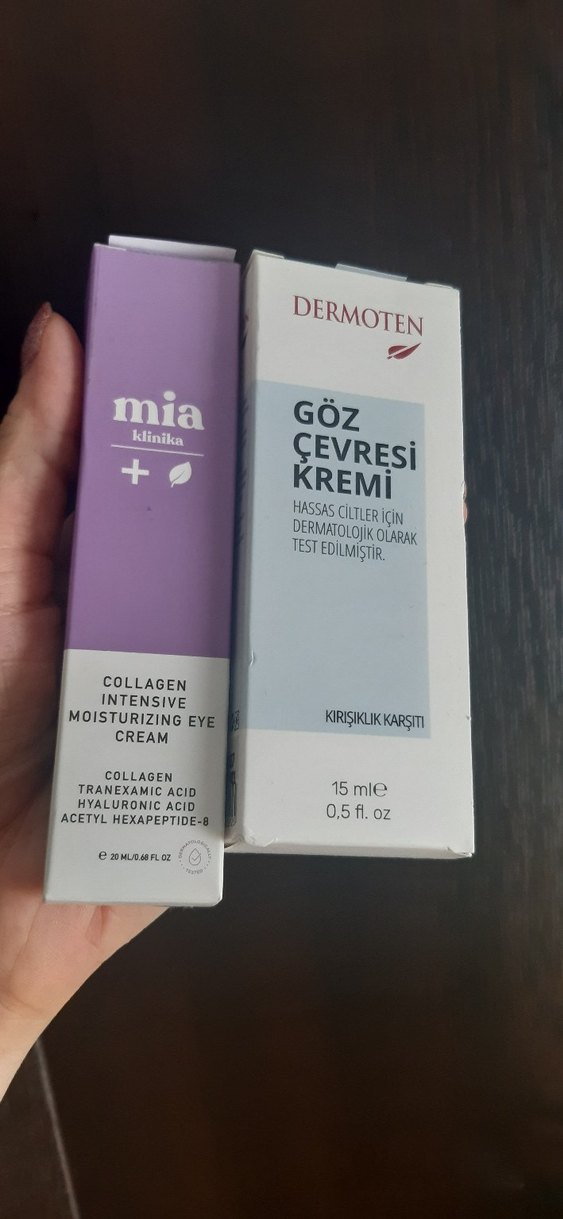 mia
klinika
COLLAGEN
INTENSIVE
MOISTURIZING EYE
CREAM
COLLAGEN
TRANEXAMIC ACID
HYALURONIC ACID
ACETYL HEXAPEPTIDE-8
e 20 ML/0.68 FL OZ
DERMATOLOGICALLY
TESTED
DERMOTEN
GÖZ
ÇEVRESİ
KREMİ
HASSAS CİLTLER İÇİN
DERMATOLOJİK OLARAK
TEST EDİLMİŞTİR.
KIRIŞIKLIK KARŞITI
15 ml e
0,5 fl. oz